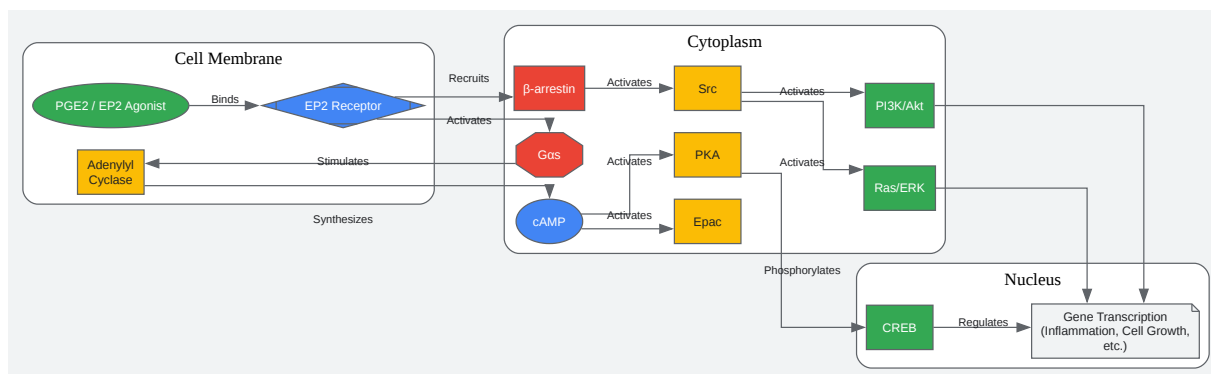 Cell Membrane
PGE2 / EP2 Agonist
Binds
EP2 Receptor
Adenylyl
Cyclase
Recruits
Activates
Stimulates
Synthesizes
Cytoplasm
β-arrestin
Activates
Src
Activates
PI3K/Akt
Gαs
Activates
PKA
Activates
Ras/ERK
cAMP
Activates
Epac
Phosphorylates
Nucleus
CREB
Regulates
Gene Transcription
(Inflammation, Cell Growth,
etc.)